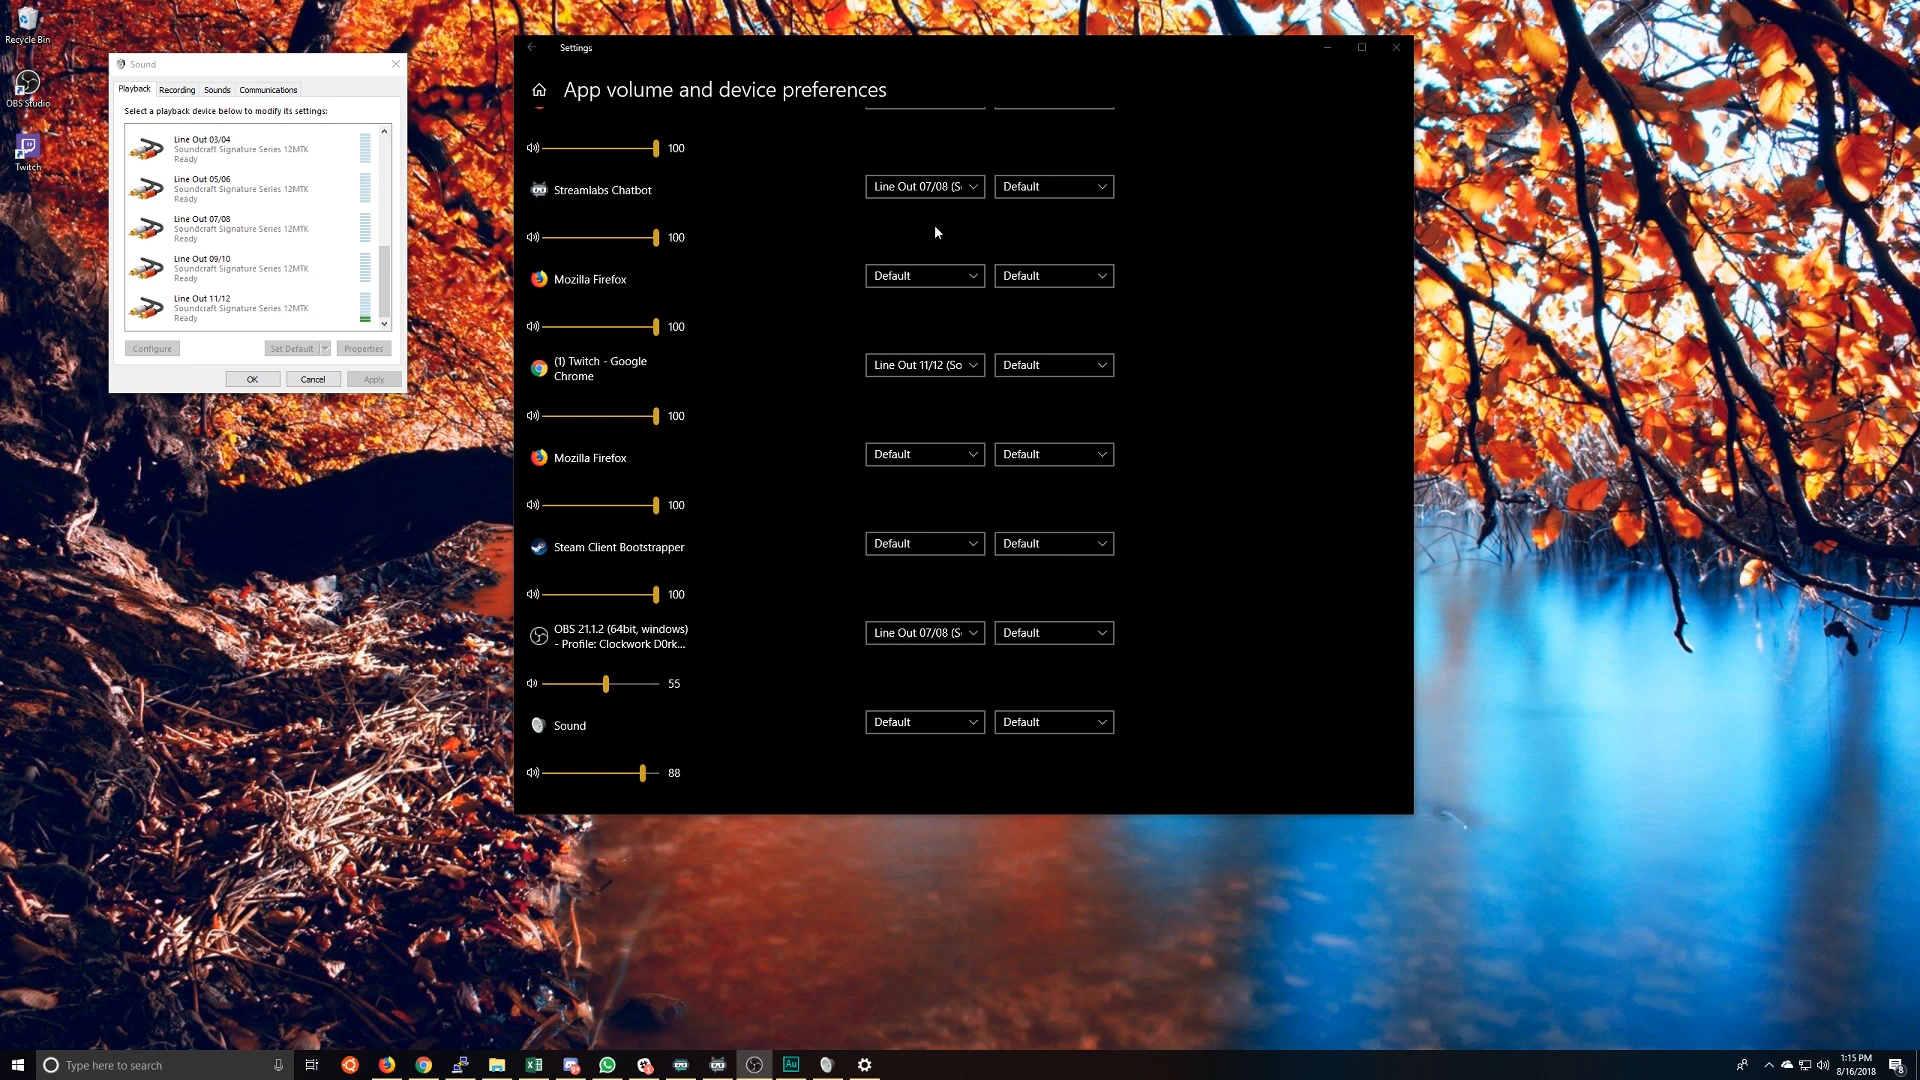 Recycle Bin
OBS Studio
Twitch
Sound
Playback
Recording
Sounds
Communications
Select a playback device below to modify its settings:
Line Out 03/04
Soundcraft Signature Series 12MTK
Ready
Line Out 05/06
Soundcraft Signature Series 12MTK
Ready
Line Out 07/08
Soundcraft Signature Series 12MTK
Ready
Line Out 09/10
Soundcraft Signature Series 12MTK
Ready
Line Out 11/12
Soundcraft Signature Series 12MTK
Ready
Configure
Set Default
Properties
OK
Cancel
Apply
Settings
App volume and device preferences
100
Streamlabs Chatbot
Line Out 07/08 (S
Default
100
Mozilla Firefox
Default
Default
100
(1) Twitch - Google
Chrome
Line Out 11/12 (So
Default
100
Mozilla Firefox
Default
Default
100
Steam Client Bootstrapper
Default
Default
100
OBS 21.1.2 (64bit, windows)
- Profile: Clockwork D0rk...
Line Out 07/08 (S
Default
55
Sound
Default
Default
88
Type here to search
Au
1:15 PM
8/16/2018